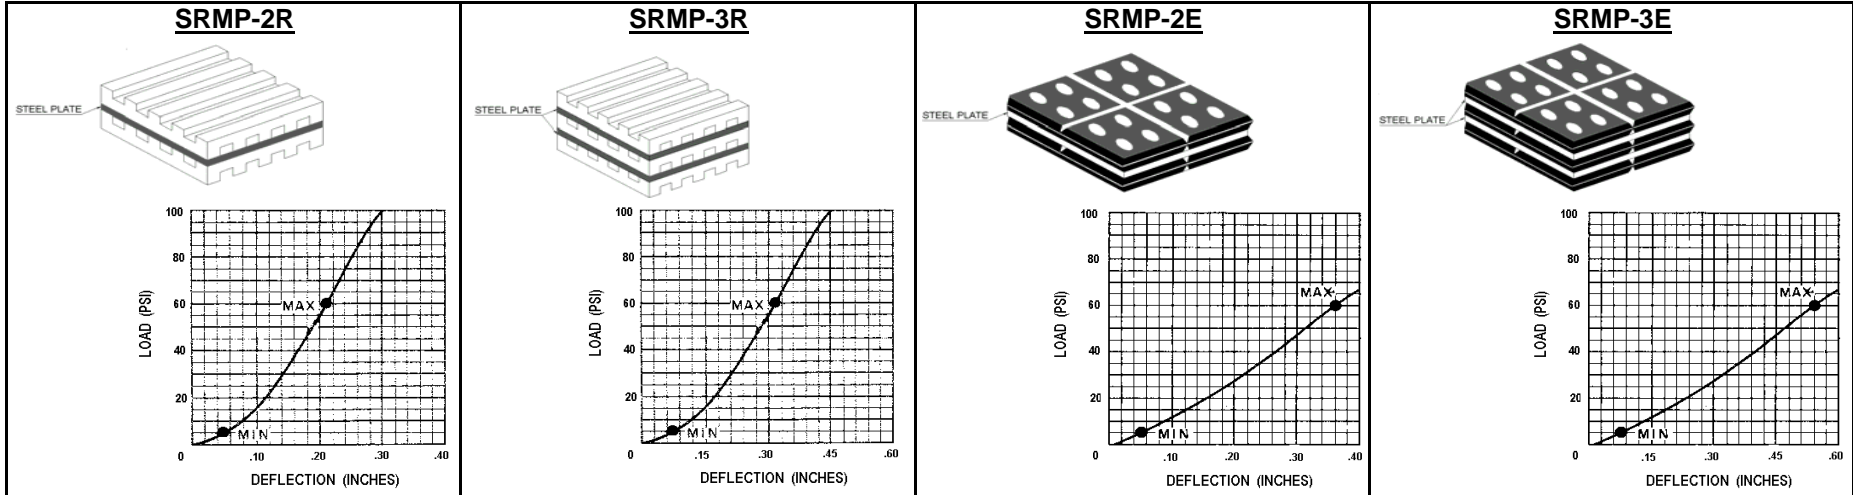 SRMP-2R
STEEL PLATE
100
80
60
40
20
0
LOAD (PSI)
MAX
MIN
.10
.20
.30
.40
DEFLECTION (INCHES)
SRMP-3R
STEEL PLATE
100
80
60
40
20
0
LOAD (PSI)
MAX
MIN
.15
.30
.45
.60
DEFLECTION (INCHES)
SRMP-2E
STEEL PLATE
100
80
60
40
20
0
LOAD (PSI)
MAX
MIN
.10
.20
.30
.40
DEFLECTION (INCHES)
SRMP-3E
STEEL PLATE
100
80
60
40
20
0
LOAD (PSI)
MAX
MIN
.15
.30
.45
.60
DEFLECTION (INCHES)